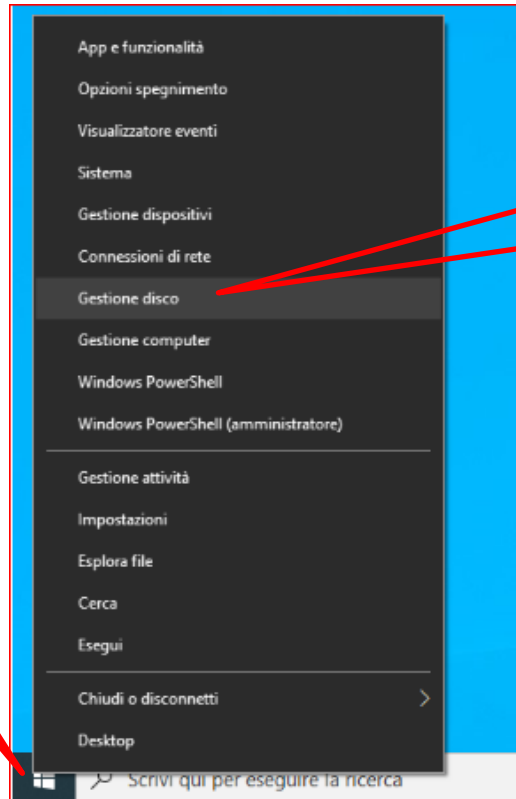 App e funzionalità
Opzioni spegnimento
Visualizzatore eventi
Sistema
Gestione dispositivi
Connessioni di rete
Gestione disco
Gestione computer
Windows PowerShell
Windows PowerShell (amministratore)
Gestione attività
Impostazioni
Esplora file
Cerca
Esegui
Chiudi o disconnetti
Desktop
Scrivi qui per eseguire la ricerca